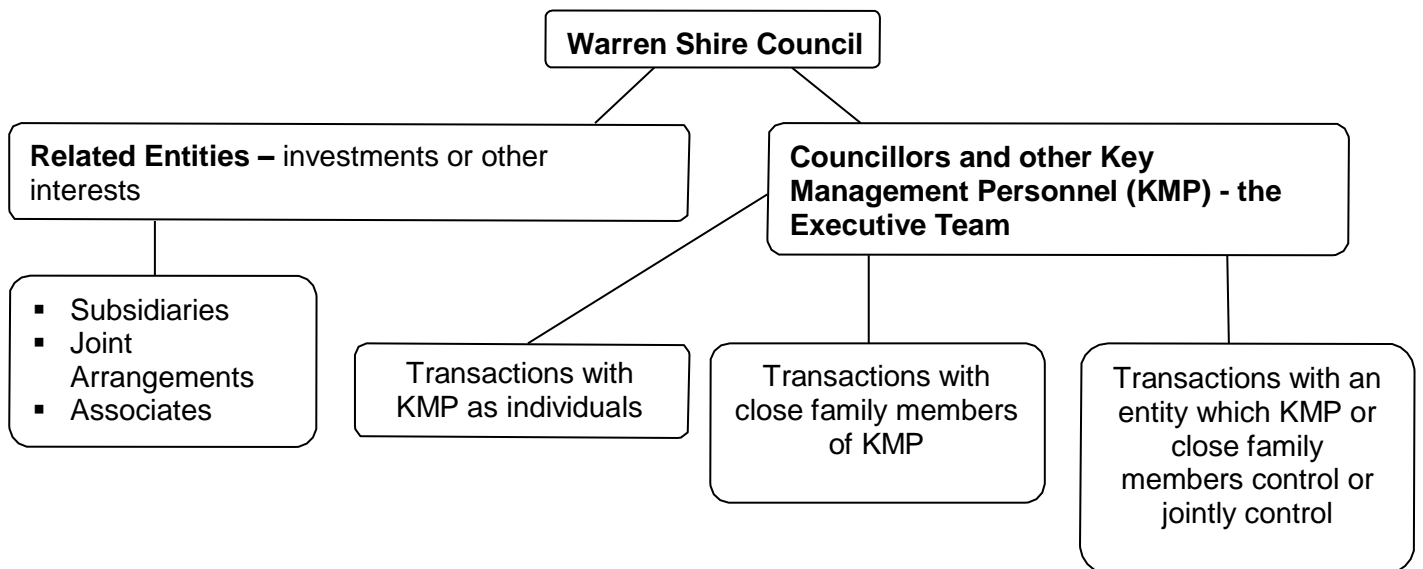 Warren Shire Council
Related Entities – investments or other
interests
Councillors and other Key
Management Personnel (KMP) - the
Executive Team
▪ Subsidiaries
▪ Joint
Arrangements
▪ Associates
Transactions with
KMP as individuals
Transactions with
close family members
of KMP
Transactions with an
entity which KMP or
close family
members control or
jointly control